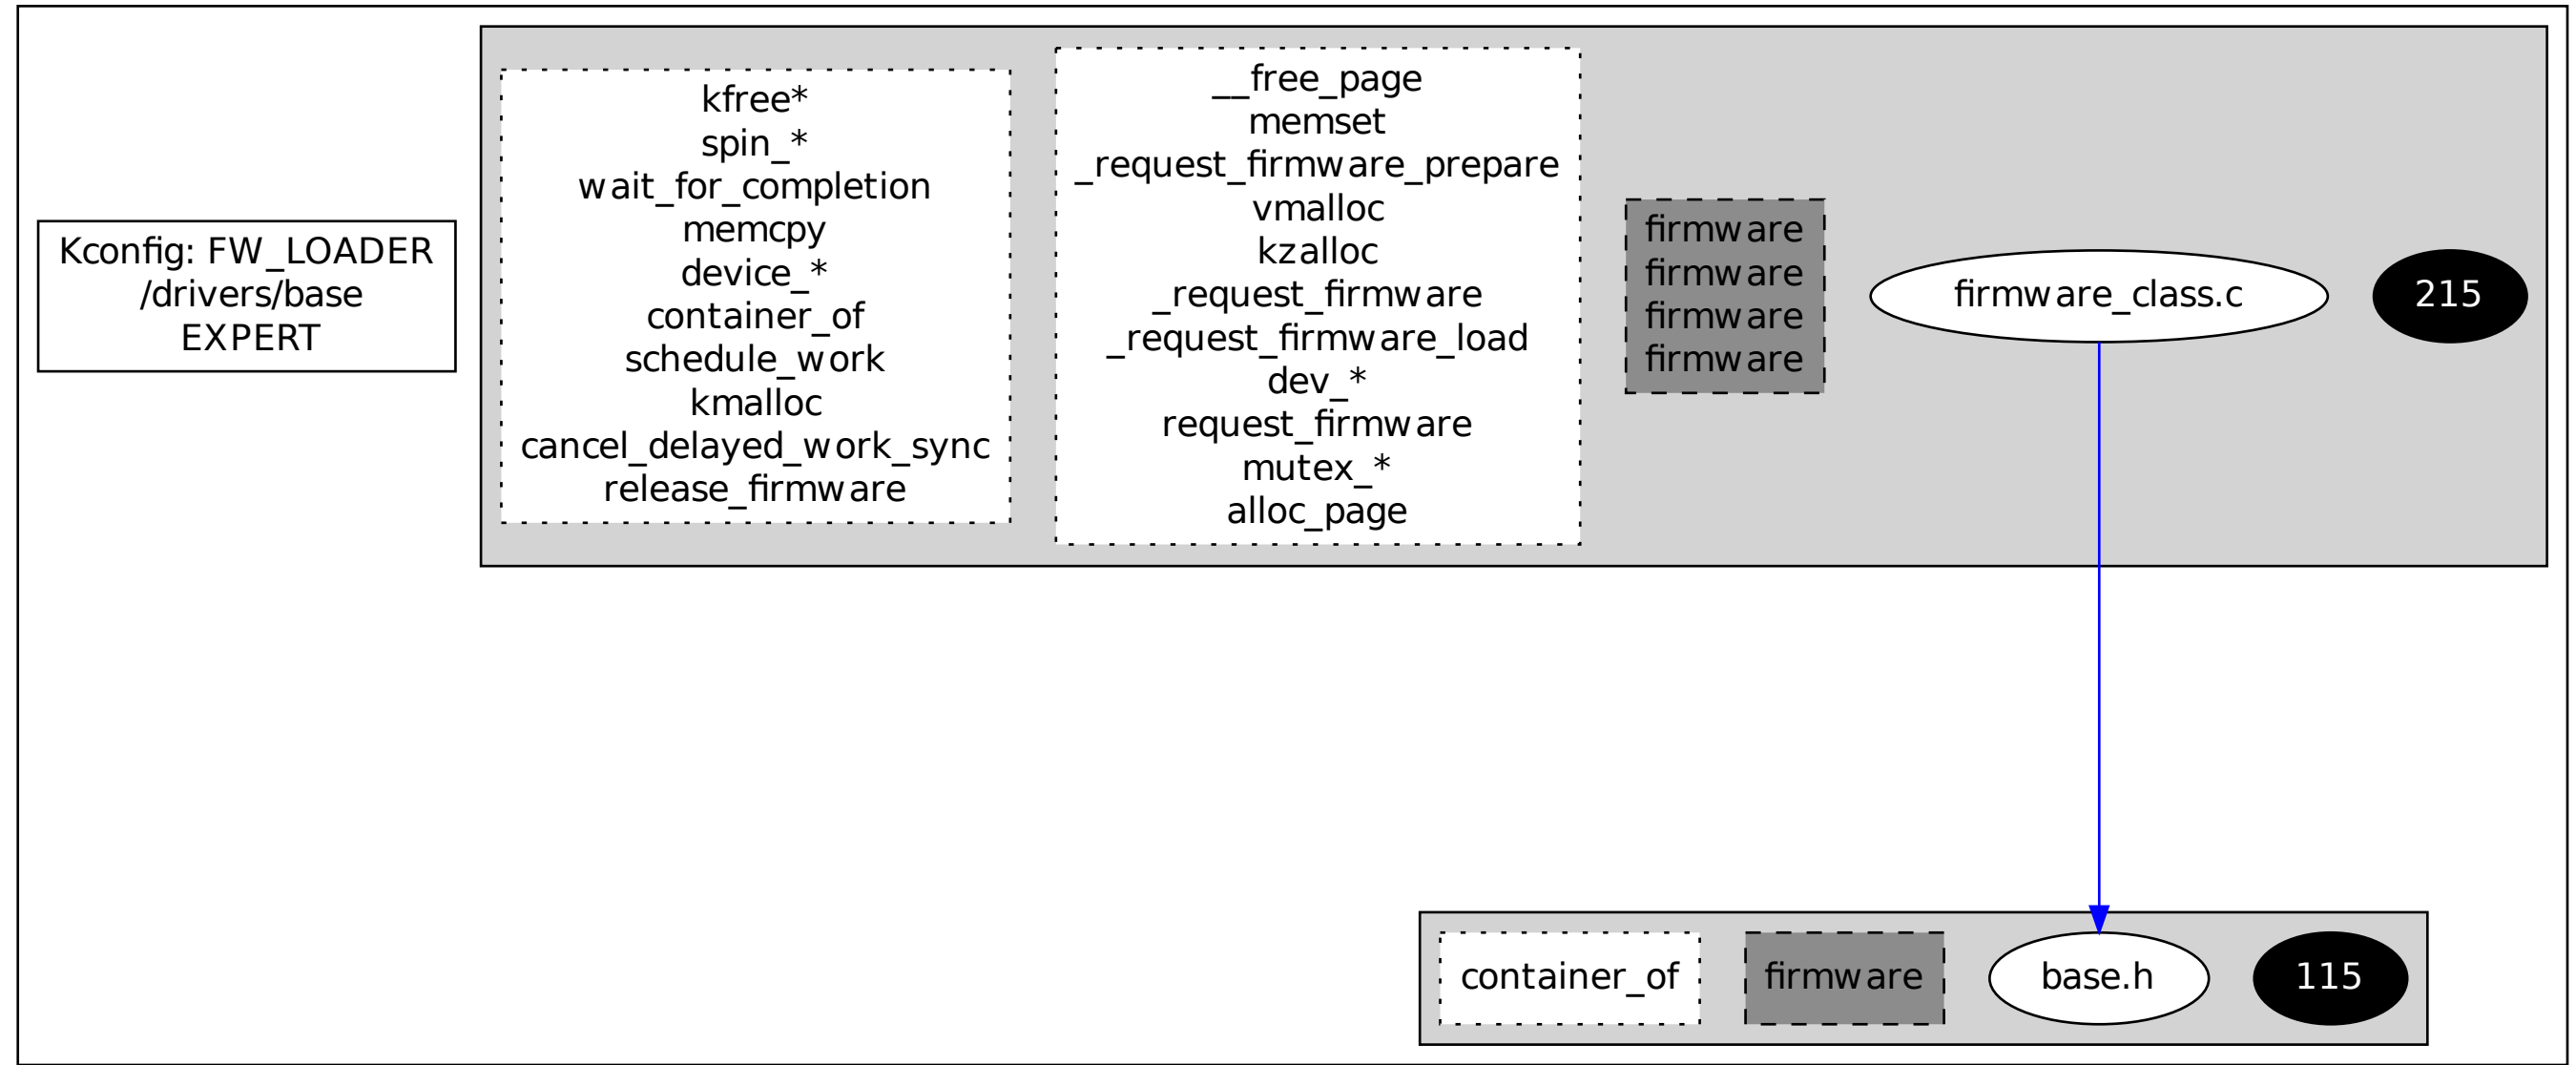 Kconfig: FW_LOADER
/drivers/base
EXPERT
kfree*
spin_*
wait_for_completion
memcpy
device_*
container_of
schedule_work
kmalloc
cancel_delayed_work_sync
release_firmware
__free_page
memset
_request_firmware_prepare
vmalloc
kzalloc
_request_firmware
_request_firmware_load
dev_*
request_firmware
mutex_*
alloc_page
firmware
firmware
firmware
firmware
firmware_class.c
215
container_of
firmware
base.h
115